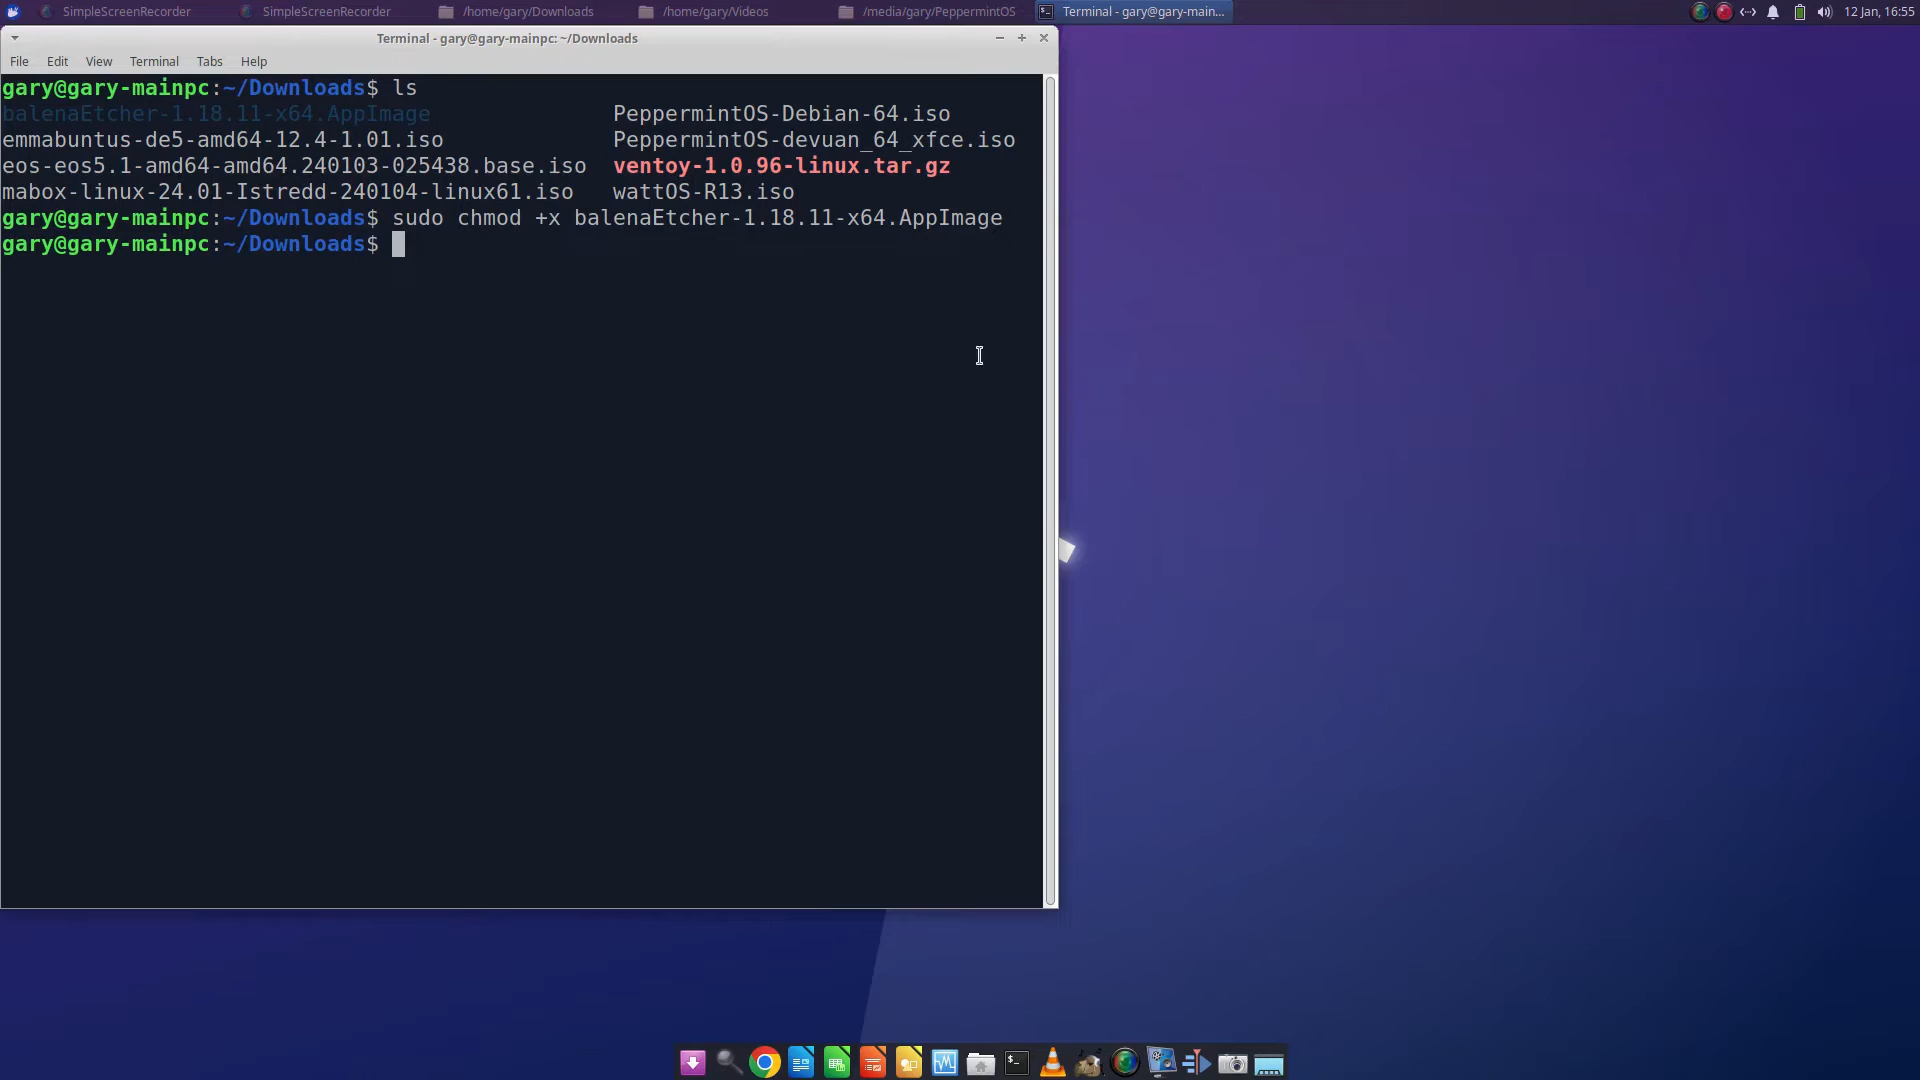 SimpleScreenRecorder SimpleScreenRecorder /home/gary/Downloads /home/gary/Videos /media/gary/PeppermintOS Terminal - gary@gary-main... 12 Jan, 16:55
Terminal - gary@gary-mainpc: ~/Downloads
File Edit View Terminal Tabs Help
gary@gary-mainpc:~/Downloads$ ls
balenaEtcher-1.18.11-x64.AppImage PeppermintOS-Debian-64.iso
emmabuntus-de5-amd64-12.4-1.01.iso PeppermintOS-devuan_64_xfce.iso
eos-eos5.1-amd64-amd64.240103-025438.base.iso ventoy-1.0.96-linux.tar.gz
mabox-linux-24.01-Istredd-240104-linux61.iso wattOS-R13.iso
gary@gary-mainpc:~/Downloads$ sudo chmod +x balenaEtcher-1.18.11-x64.AppImage
gary@gary-mainpc:~/Downloads$